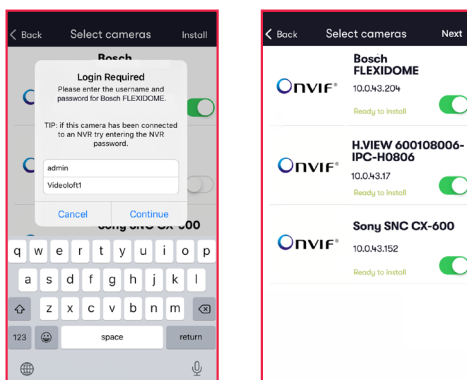 Back
Select cameras
Install
Bosch
Login Required
Please enter the username and
password for Bosch FLEXIDOME.
TIP: if this camera has been connected
to an NVR try entering the NVR
password.
admin
Videoloft1
Cancel
Continue
Sony SNC CX-600
q w e r t y u i o p
a s d f g h j k l
z x c v b n m
123
space
return
Back
Select cameras
Next
Onvif®
Bosch
FLEXIDOME
10.0.43.204
Ready to install
Onvif®
H.VIEW 600108006-
IPC-H0806
10.0.43.17
Ready to install
Onvif®
Sony SNC CX-600
10.0.43.152
Ready to install